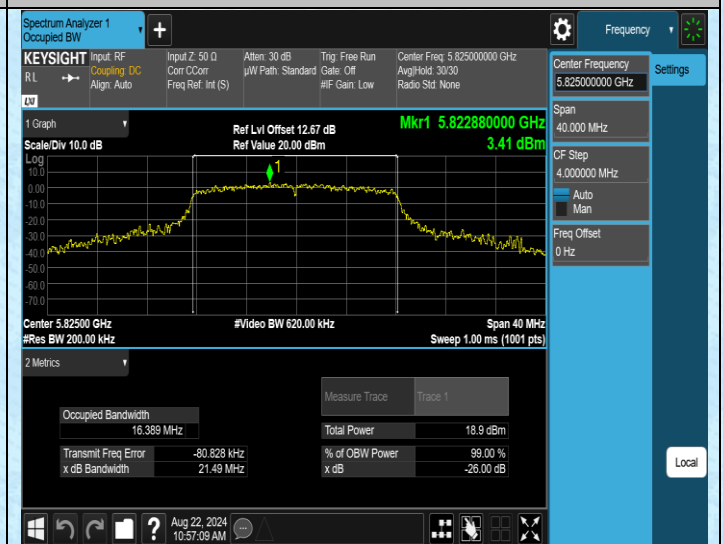 Spectrum Analyzer 1
Occupied BW
+
Frequency
KEYSIGHT
R L
LXI
Input: RF
Coupling: DC
Align: Auto
Input Z: 50 Ω
Corr CCorr
Freq Ref: Int (S)
Atten: 30 dB
µW Path: Standard
Trig: Free Run
Gate: Off
#IF Gain: Low
Center Freq: 5.825000000 GHz
Avg|Hold: 30/30
Radio Std: None
Center Frequency
5.825000000 GHz
Settings
Span
40.000 MHz
CF Step
4.000000 MHz
Auto
Man
Freq Offset
0 Hz
1 Graph
Scale/Div 10.0 dB
Ref Lvl Offset 12.67 dB
Ref Value 20.00 dBm
Mkr1 5.822880000 GHz
3.41 dBm
Log
1
10.0
0.00
-10.0
-20.0
-30.0
-40.0
-50.0
-60.0
-70.0
Center 5.82500 GHz
#Res BW 200.00 kHz
#Video BW 620.00 kHz
Span 40 MHz
Sweep 1.00 ms (1001 pts)
2 Metrics
Measure Trace Trace 1
Occupied Bandwidth
16.389 MHz
Total Power 18.9 dBm
Transmit Freq Error -80.828 kHz
% of OBW Power 99.00 %
x dB Bandwidth 21.49 MHz
x dB -26.00 dB
Local
?
Aug 22, 2024
10:57:09 AM